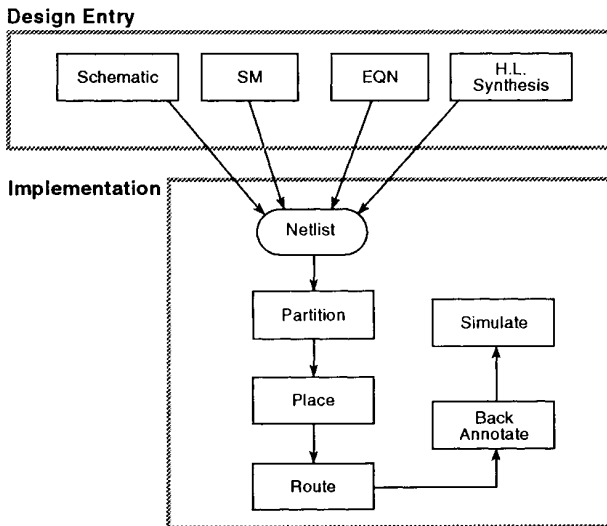 Design Entry
Schematic
SM
EQN
H.L.
Synthesis
Implementation
Netlist
Partition
Simulate
Place
Back
Annotate
Route